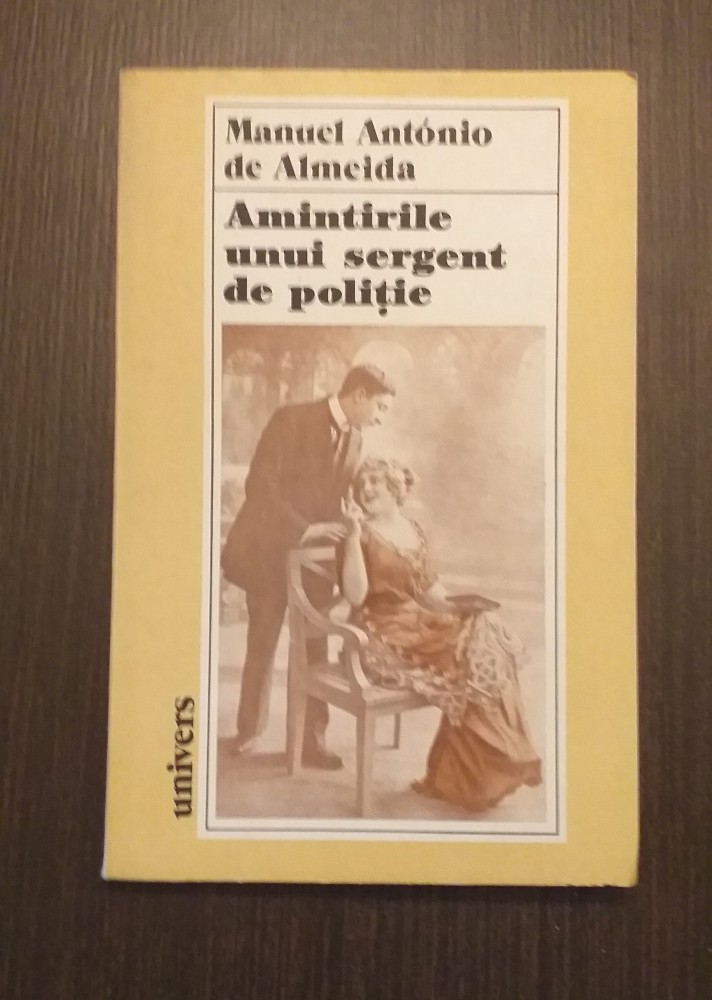 Manuel António
de Almeida
Amintirile
unui sergent
de poliție
univers